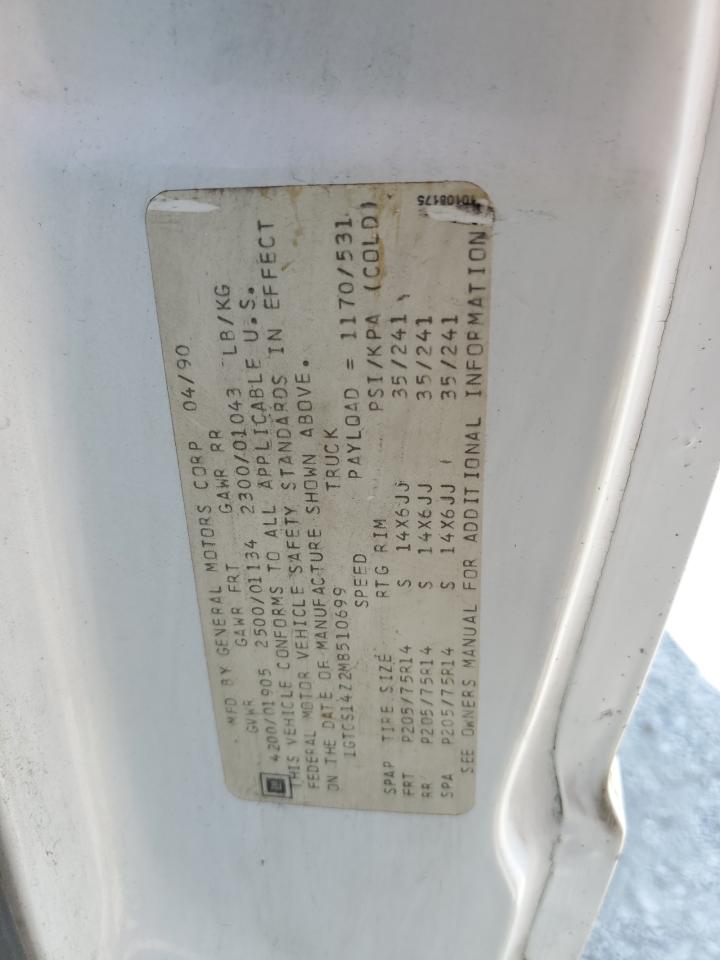 MFD BY GENERAL MOTORS CORP 04/90
GVWR GAWR FRT GAWR RR
4200/01905 2500/01134 2300/01043 LB/KG
THIS VEHICLE CONFORMS TO ALL APPLICABLE U.S.
FEDERAL MOTOR VEHICLE SAFETY STANDARDS IN EFFECT
ON THE DATE OF MANUFACTURE SHOWN ABOVE.
1GTCS14Z2M8510699 TRUCK
SPEED PAYLOAD = 1170/531
SPAP TIRE SIZE RTG RIM PSI/KPA (COLD)
FRT P205/75R14 S 14X6JJ 35/241
RR P205/75R14 S 14X6JJ 35/241
SPA P205/75R14 S 14X6JJ 35/241
SEE OWNERS MANUAL FOR ADDITIONAL INFORMATION.
10108175
GM